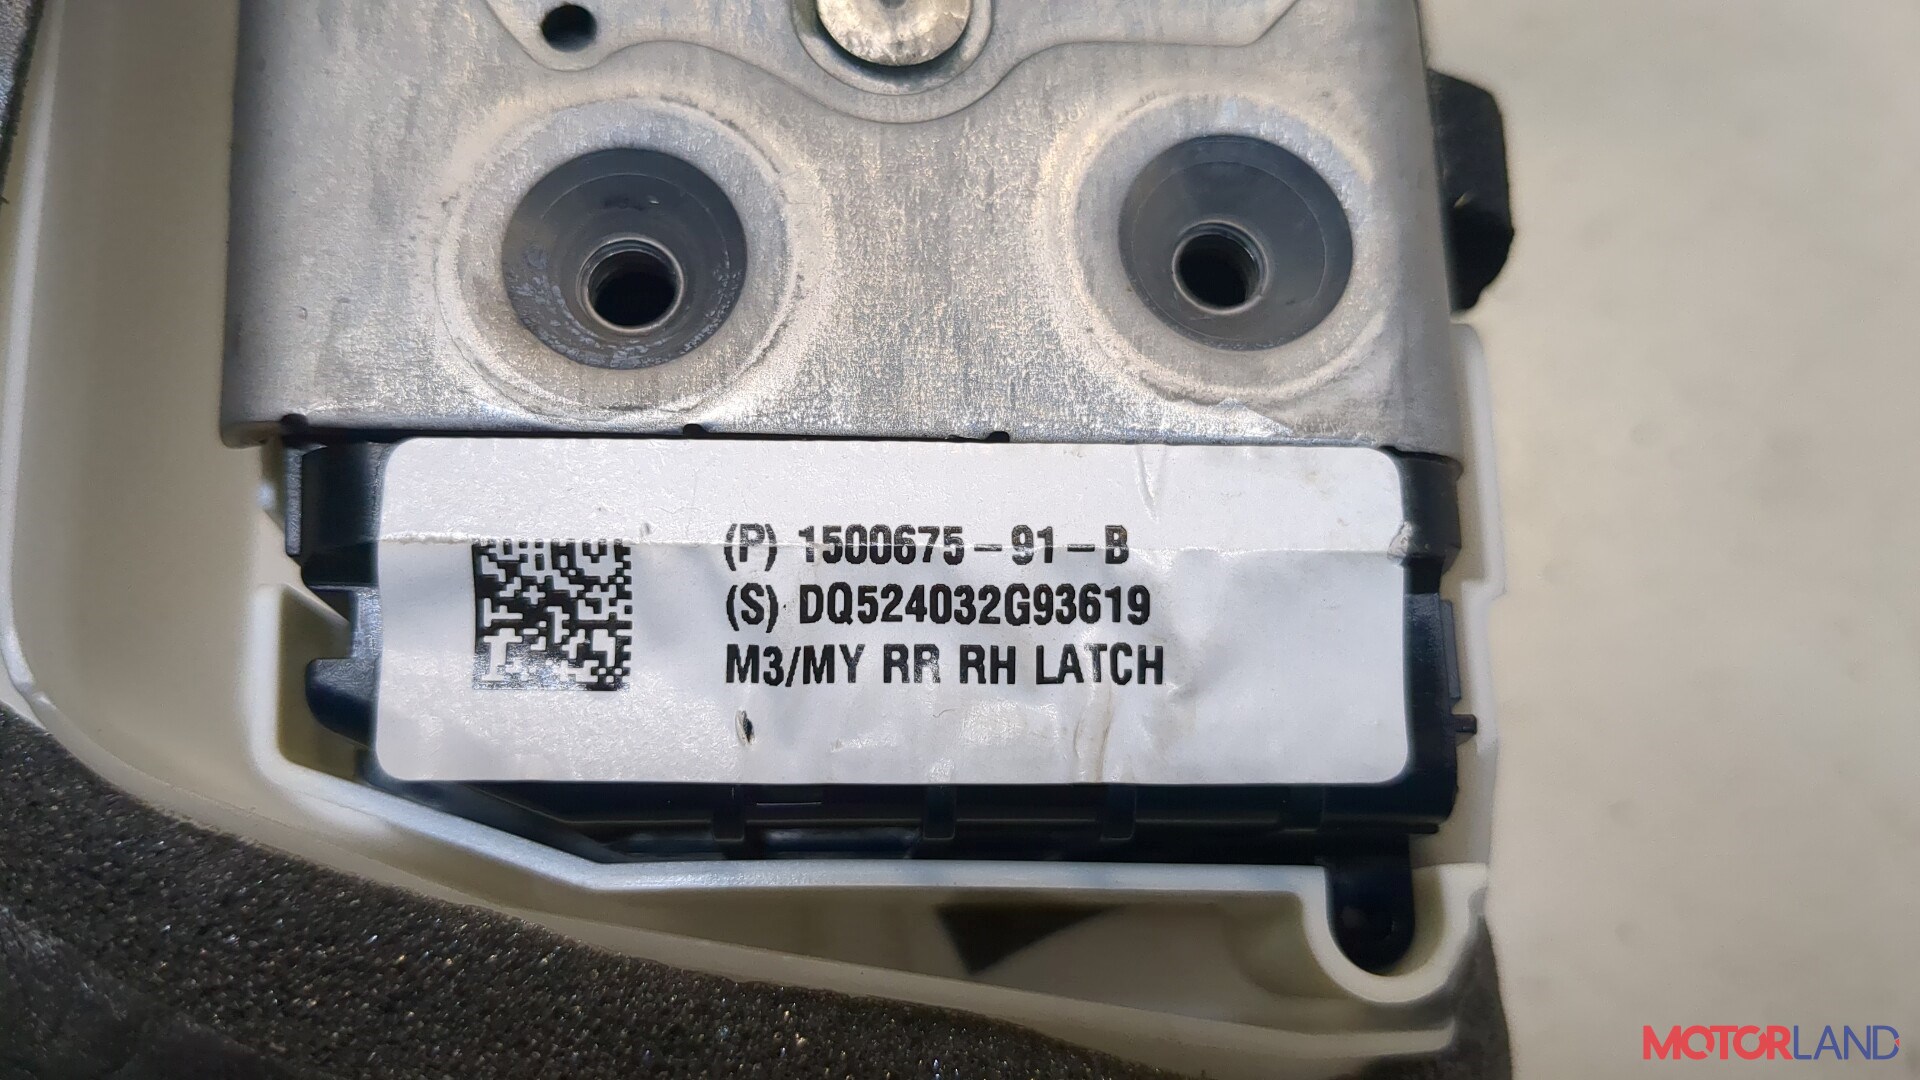 (P) 1500675-91-B
(S) DQ524032G93619
M3/MY RR RH LATCH
MOTORLAND